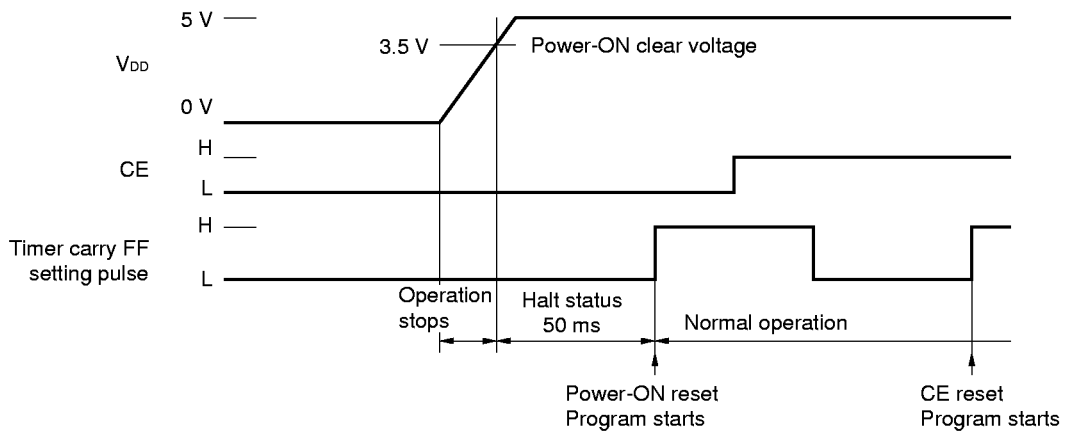 5 V
3.5 V
Power-ON clear voltage
VDD
0 V
H
CE
L
H
Timer carry FF
setting pulse
L
Operation
stops
Halt status
50 ms
Normal operation
Power-ON reset
Program starts
CE reset
Program starts